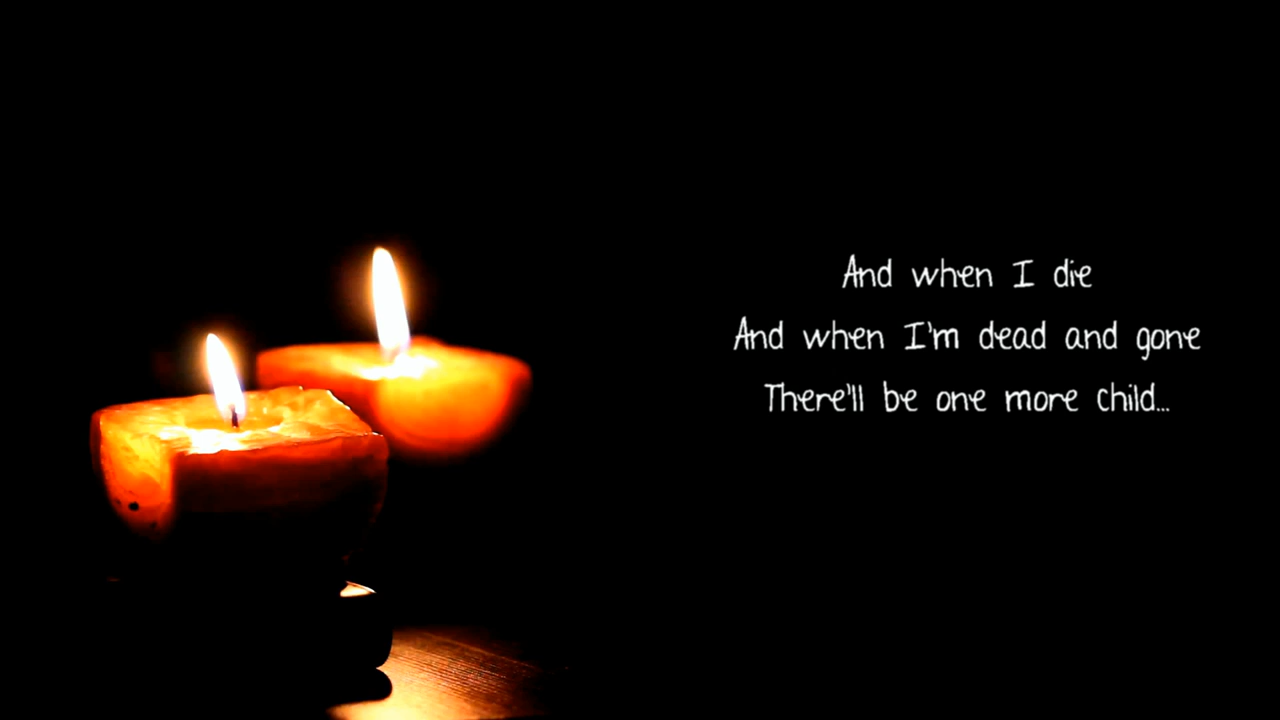 And when I die
And when I'm dead and gone
There'll be one more child...